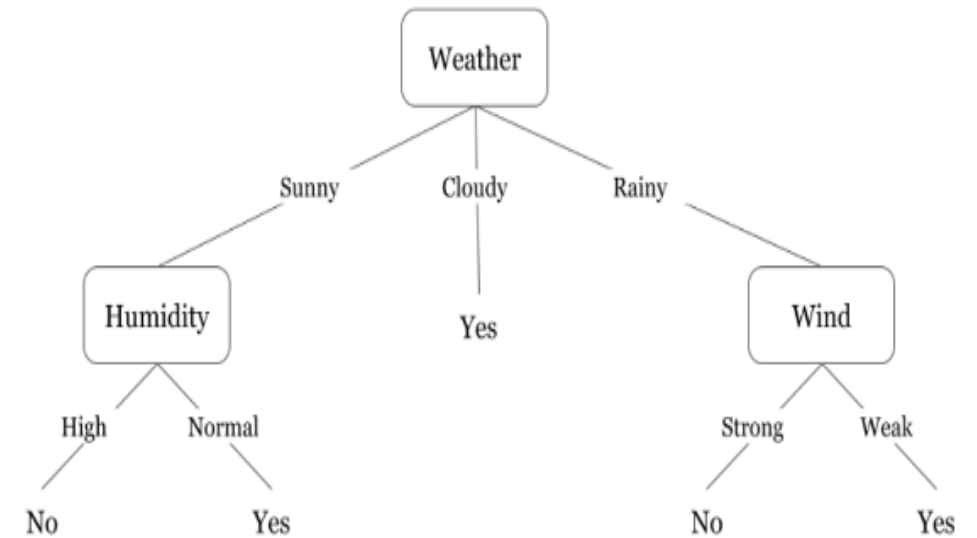 Weather
Sunny Cloudy Rainy
Humidity Wind
Yes
High Normal Strong Weak
No Yes No Yes